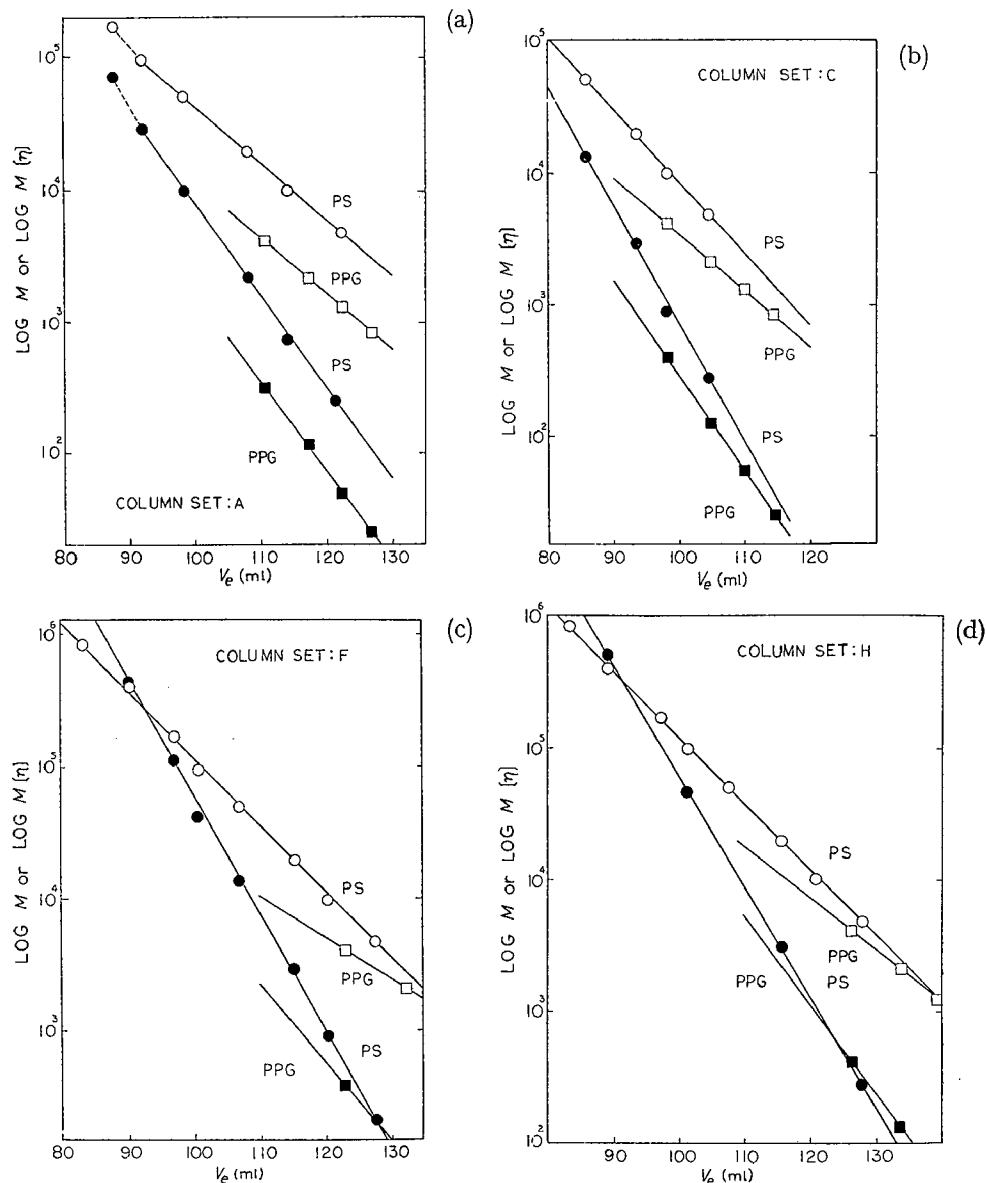 (a)
10⁵
10⁴
10³
10²
LOG M or LOG M [η]
PS
PPG
PS
PPG
COLUMN SET:A
80 90 100 110 120 130
Vₑ (ml)
(b)
COLUMN SET:C
10⁵
10⁴
10³
10²
LOG M or LOG M [η]
PS
PPG
PS
PPG
80 90 100 110 120
Vₑ (ml)
(c)
COLUMN SET:F
10⁶
10⁵
10⁴
10³
LOG M or LOG M [η]
PS
PPG
PS
PPG
80 90 100 110 120 130
Vₑ (ml)
(d)
COLUMN SET:H
10⁶
10⁵
10⁴
10³
10²
LOG M or LOG M [η]
PS
PPG
PPG
PS
80 90 100 110 120 130
Vₑ (ml)